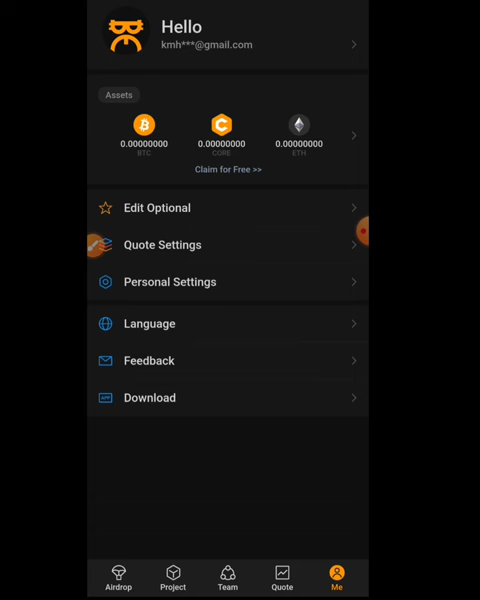 Hello
kmh***@gmail.com
Assets
0.00000000 0.00000000 0.00000000
BTC CORE ETH
Claim for Free >>
Edit Optional
Quote Settings
Personal Settings
Language
Feedback
APP Download
Airdrop Project Team Quote Me